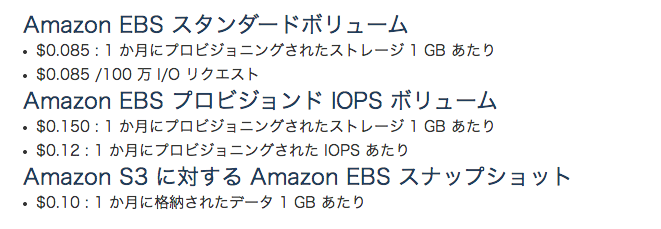 Amazon EBS スタンダードボリューム
• $0.085 : 1 か月にプロビジョニングされたストレージ 1 GB あたり
• $0.085 /100 万 I/O リクエスト
Amazon EBS プロビジョンド IOPS ボリューム
• $0.150 : 1 か月にプロビジョニングされたストレージ 1 GB あたり
• $0.12 : 1 か月にプロビジョニングされた IOPS あたり
Amazon S3 に対する Amazon EBS スナップショット
• $0.10 : 1 か月に格納されたデータ 1 GB あたり